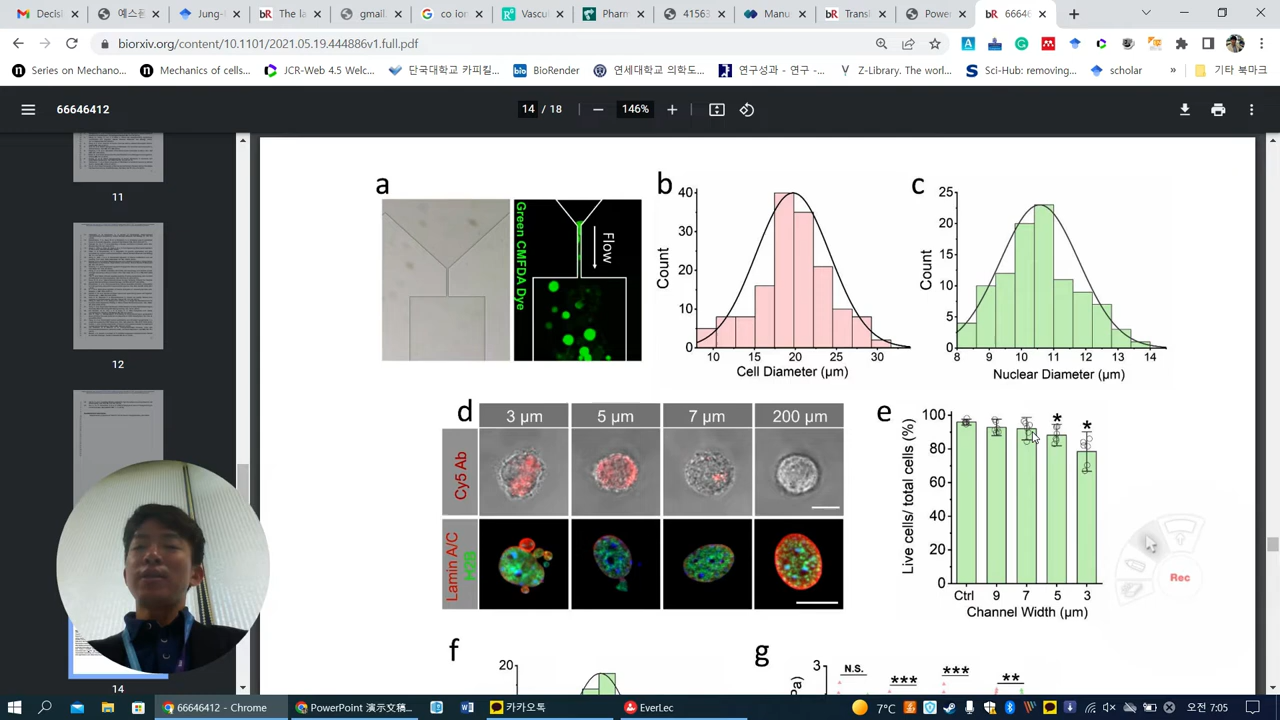 Decisi
예스폼
Jung-
The I
gmail
co ion
Vascul
Pharm
41563
Manu
Transl
Power
66646
biorxiv.org/content/10.1101/2021.05.19.444836v1.full.pdf
Series on Mechano...
Mechanics of cells...
JCR-Web 4.5 Welc...
단국대학교 카피킬...
BioRender
연세대학교 의학도...
연구성과 - 연구 -...
Z-Library. The worl...
Sci-Hub: removing...
scholar
»
기타 북마크
66646412
14 / 18
146%
11
12
14
a
Green CMFDA Dye
Flow
b
40
30
20
10
0
Count
10 15 20 25 30
Cell Diameter (μm)
c
25
20
15
10
5
0
Count
8 9 10 11 12 13 14
Nuclear Diameter (μm)
d
3 μm 5 μm 7 μm 200 μm
Cy5 Ab
Lamin A/C
H2B
e
100
80
60
40
20
0
Live cells/ total cells (%)
* *
Ctrl 9 7 5 3
Channel Width (μm)
Rec
f
20
g
3
N.S. *** *** **
66646412 - Chrome
PowerPoint 演示文稿...
카카오톡
EverLec
7°C
오전 7:05